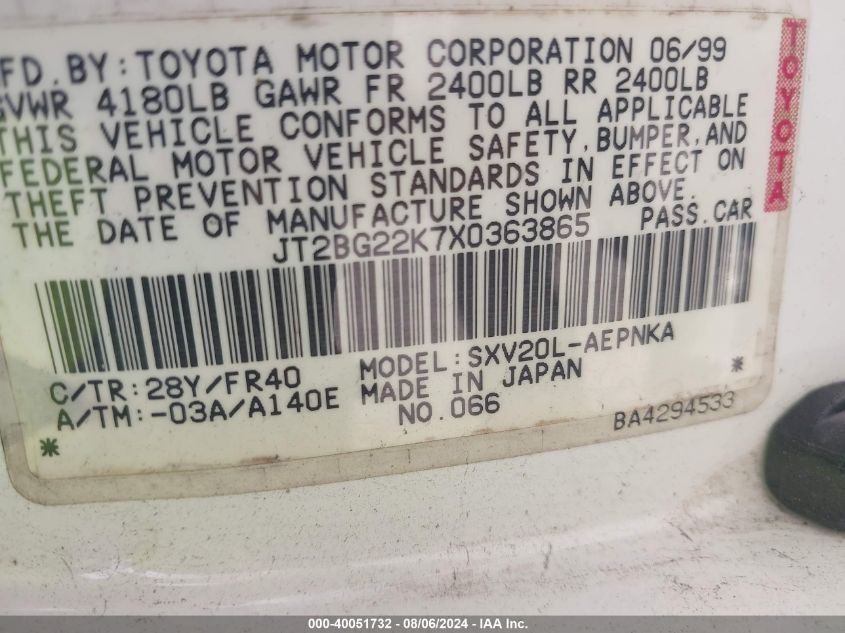 FD. BY: TOYOTA MOTOR CORPORATION 06/99
GVWR 4180LB GAWR FR 2400LB RR 2400LB
THIS VEHICLE CONFORMS TO ALL APPLICABLE
FEDERAL MOTOR VEHICLE SAFETY, BUMPER, AND
THEFT PREVENTION STANDARDS IN EFFECT ON
THE DATE OF MANUFACTURE SHOWN ABOVE.
JT2BG22K7X0363865 PASS. CAR
TOYOTA
C/TR: 28Y/FR40 MODEL: SXV20L-AEPNKA
A/TM: -03A/A140E MADE IN JAPAN
NO. 066
BA4294533
* *
000-40051732 - 08/06/2024 - IAA Inc.